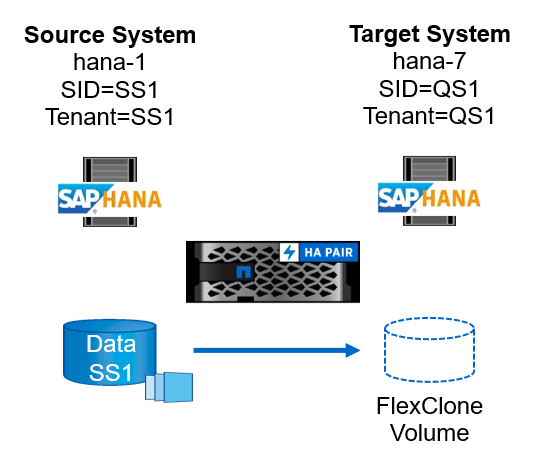 Source System
hana-1
SID=SS1
Tenant=SS1
Target System
hana-7
SID=QS1
Tenant=QS1
SAP HANA
SAP HANA
HA PAIR
Data
SS1
FlexClone
Volume